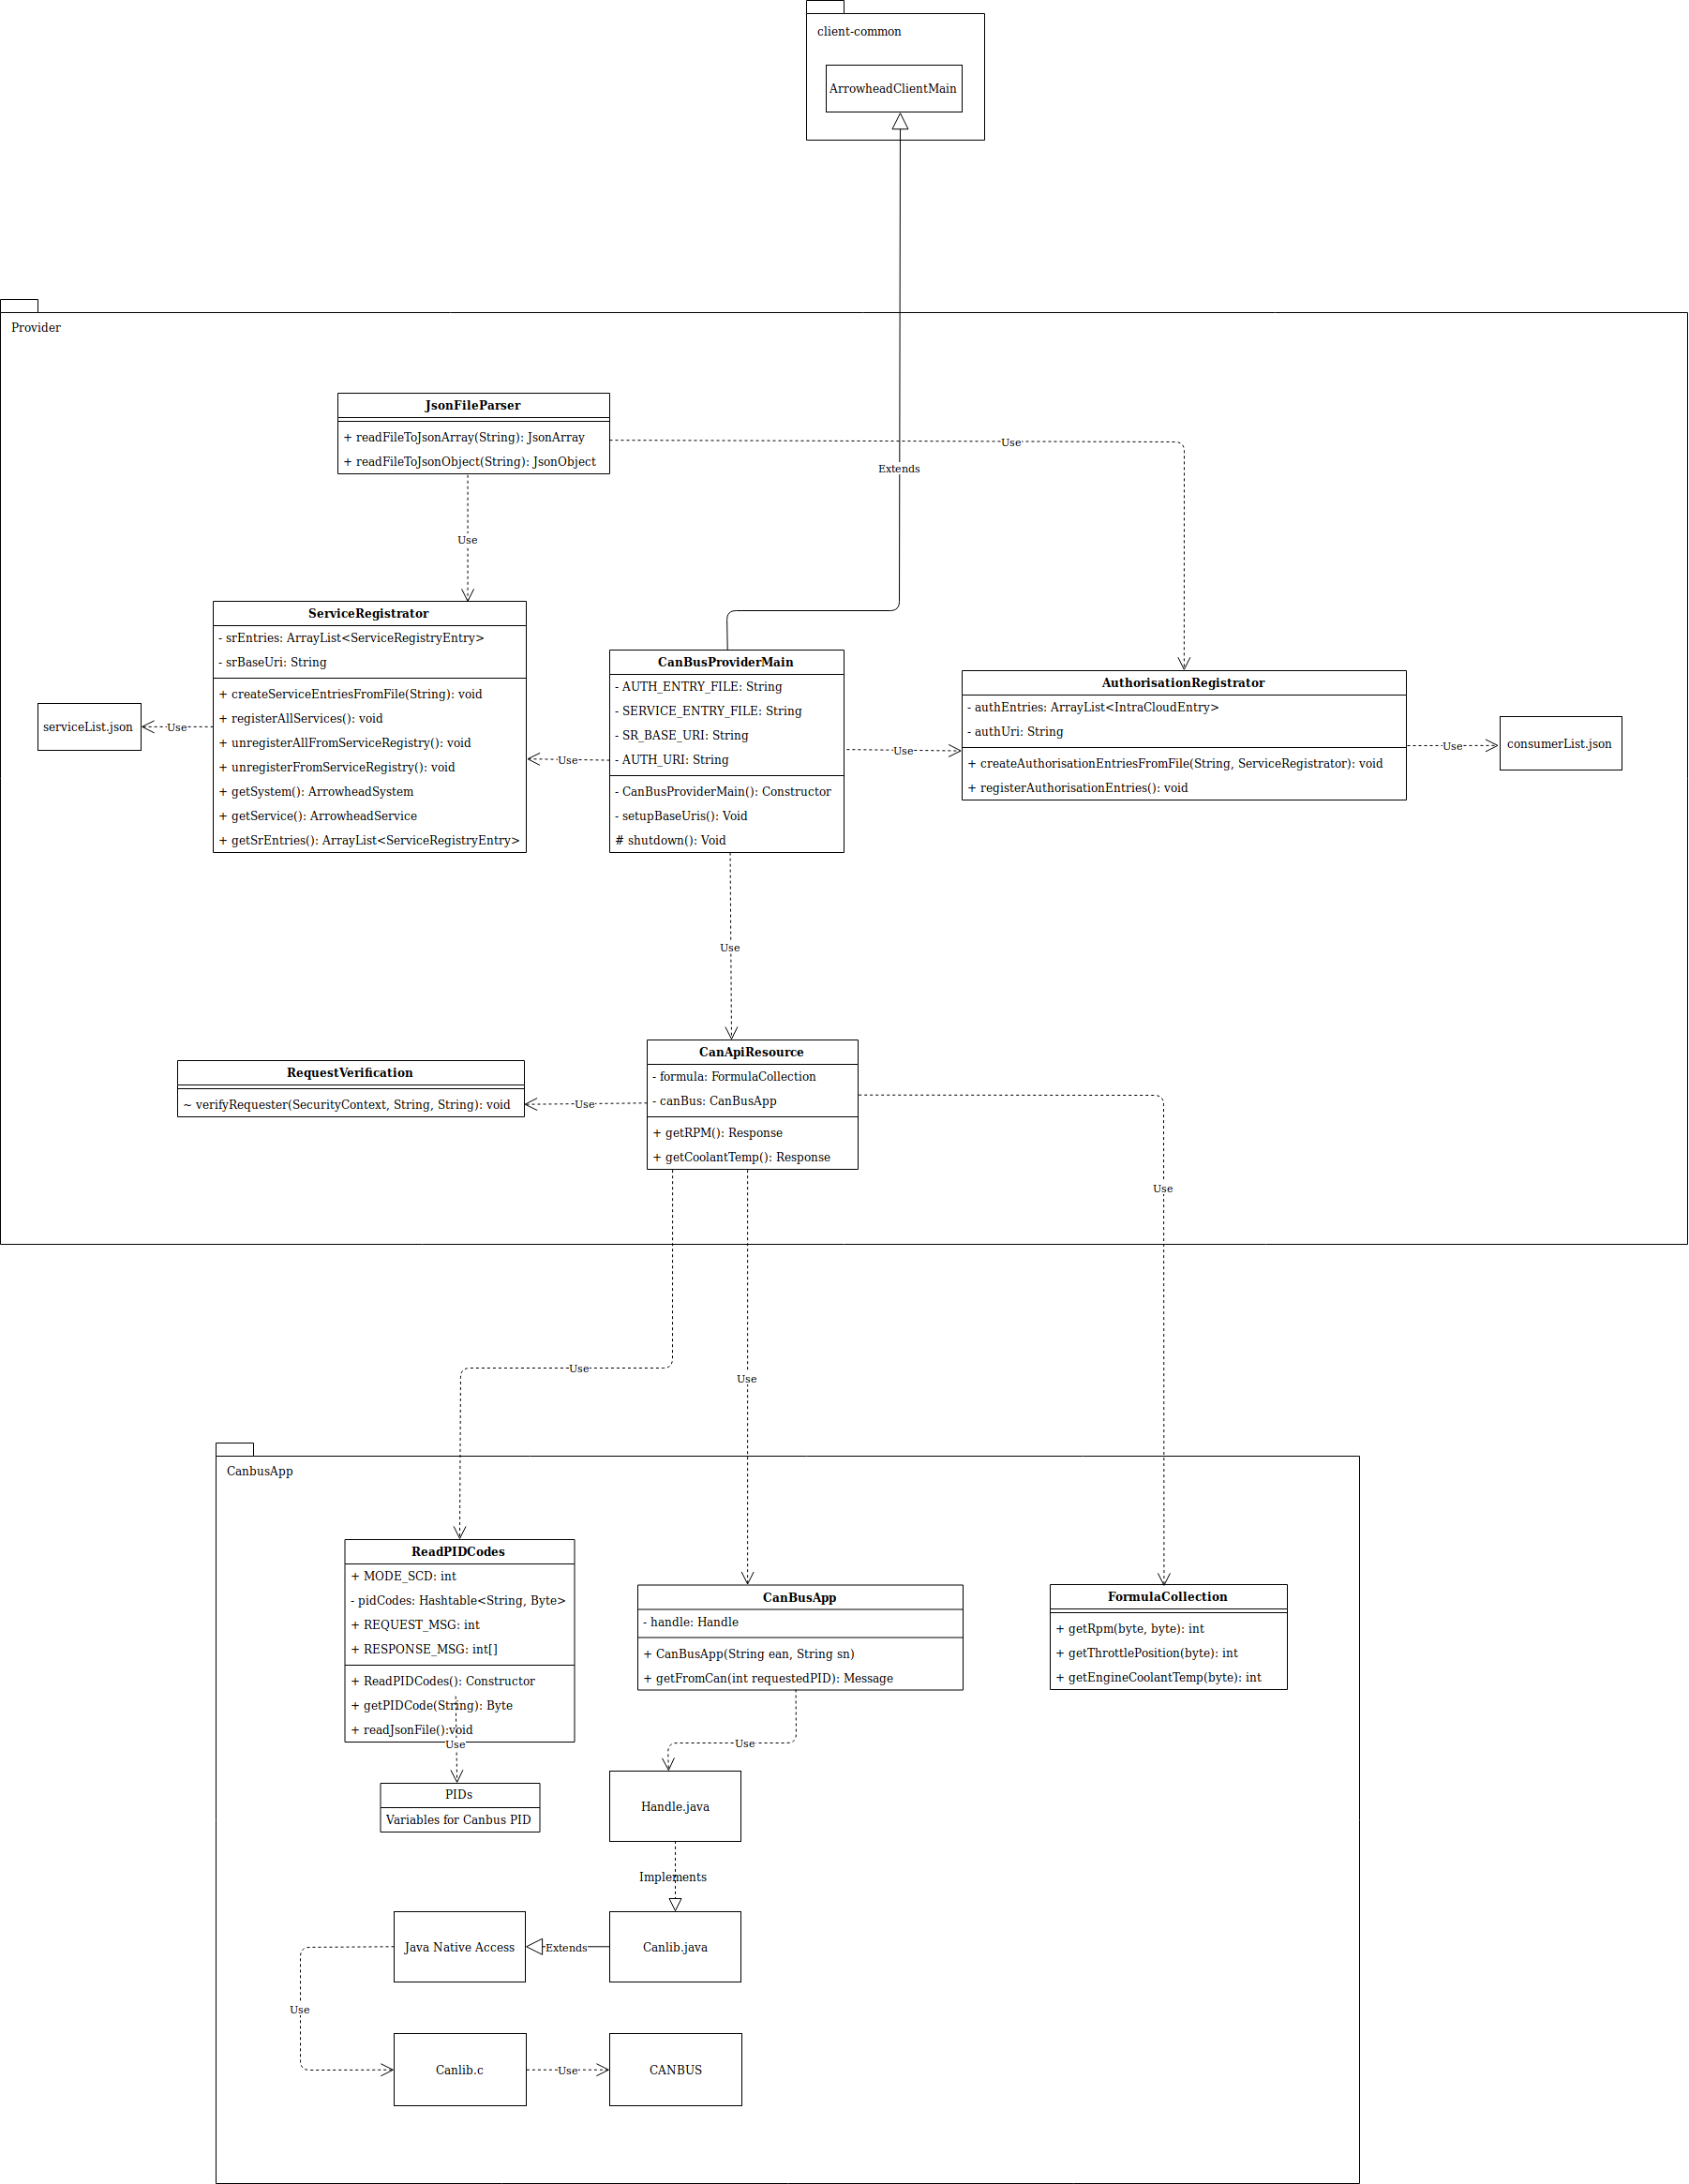 client-common
ArrowheadClientMain
Provider
JsonFileParser
+ readFileToJsonArray(String): JsonArray
+ readFileToJsonObject(String): JsonObject
Use
Extends
Use
ServiceRegistrator
- srEntries: ArrayList<ServiceRegistryEntry>
- srBaseUri: String
+ createServiceEntriesFromFile(String): void
+ registerAllServices(): void
+ unregisterAllFromServiceRegistry(): void
+ unregisterFromServiceRegistry(): void
+ getSystem(): ArrowheadSystem
+ getService(): ArrowheadService
+ getSrEntries(): ArrayList<ServiceRegistryEntry>
serviceList.json
Use
Use
CanBusProviderMain
- AUTH_ENTRY_FILE: String
- SERVICE_ENTRY_FILE: String
- SR_BASE_URI: String
- AUTH_URI: String
- CanBusProviderMain(): Constructor
- setupBaseUris(): Void
# shutdown(): Void
Use
AuthorisationRegistrator
- authEntries: ArrayList<IntraCloudEntry>
- authUri: String
+ createAuthorisationEntriesFromFile(String, ServiceRegistrator): void
+ registerAuthorisationEntries(): void
Use
consumerList.json
Use
RequestVerification
~ verifyRequester(SecurityContext, String, String): void
Use
CanApiResource
- formula: FormulaCollection
- canBus: CanBusApp
+ getRPM(): Response
+ getCoolantTemp(): Response
Use
Use
Use
CanbusApp
ReadPIDCodes
+ MODE_SCD: int
- pidCodes: Hashtable<String, Byte>
+ REQUEST_MSG: int
+ RESPONSE_MSG: int[]
+ ReadPIDCodes(): Constructor
+ getPIDCode(String): Byte
+ readJsonFile():void
Use
PIDs
Variables for Canbus PID
CanBusApp
- handle: Handle
+ CanBusApp(String ean, String sn)
+ getFromCan(int requestedPID): Message
FormulaCollection
+ getRpm(byte, byte): int
+ getThrottlePosition(byte): int
+ getEngineCoolantTemp(byte): int
Use
Handle.java
Implements
Java Native Access
Extends
Canlib.java
Use
Canlib.c
Use
CANBUS